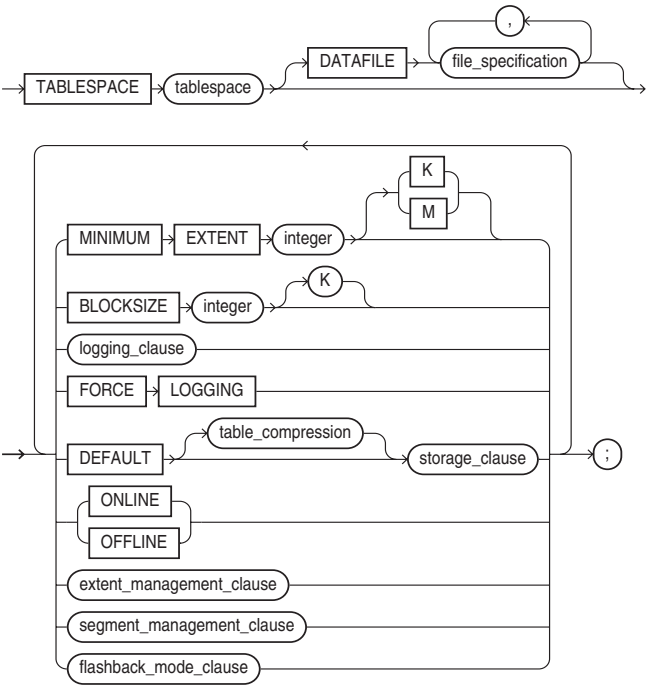 ,
DATAFILE file_specification
TABLESPACE tablespace
K
M
MINIMUM EXTENT integer
K
BLOCKSIZE integer
logging_clause
FORCE LOGGING
table_compression
DEFAULT storage_clause ;
ONLINE
OFFLINE
extent_management_clause
segment_management_clause
flashback_mode_clause